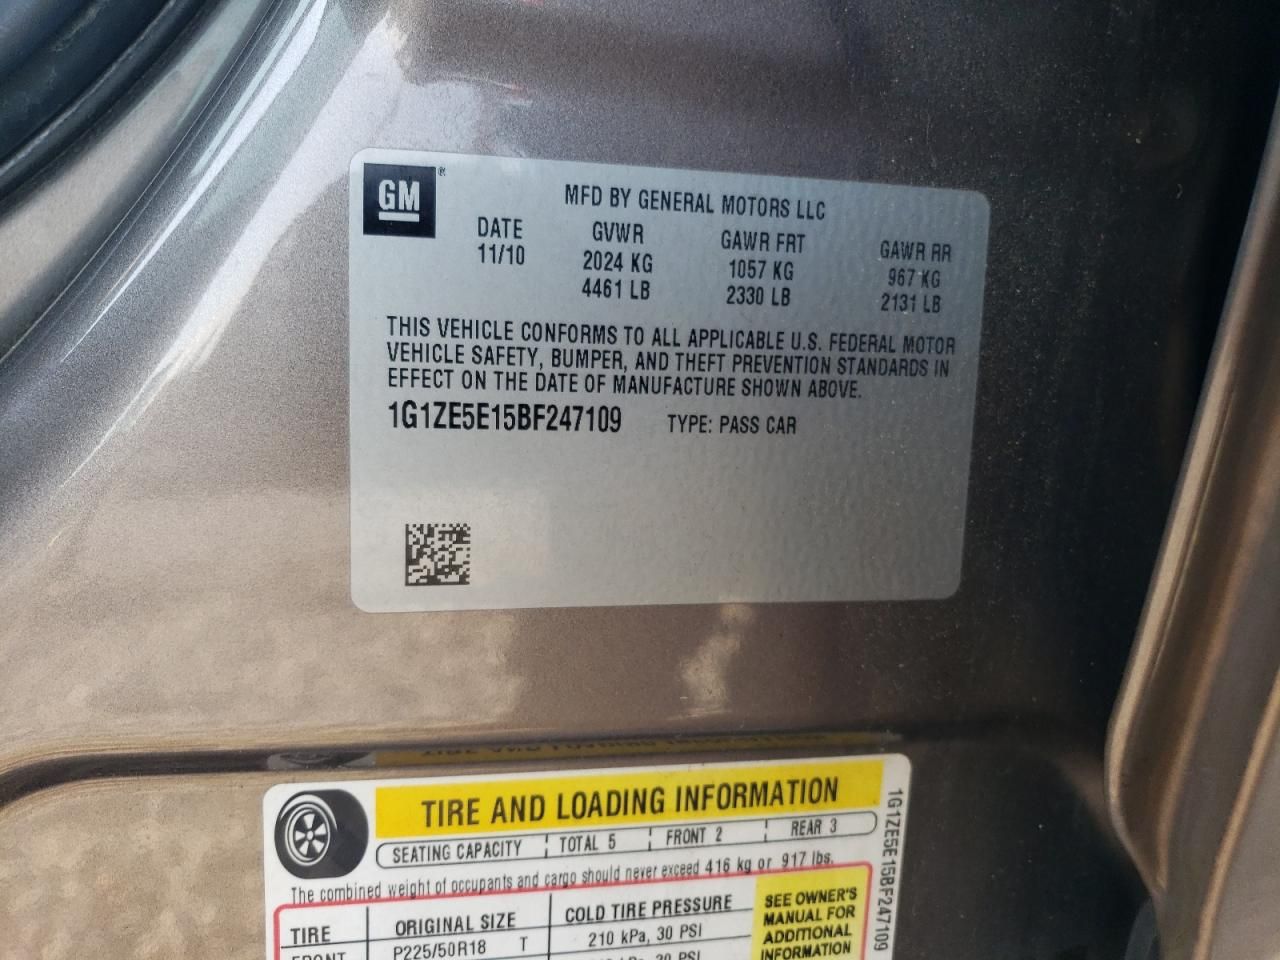 GM ®
MFD BY GENERAL MOTORS LLC
DATE GVWR GAWR FRT GAWR RR
11/10 2024 KG 1057 KG 967 KG
4461 LB 2330 LB 2131 LB
THIS VEHICLE CONFORMS TO ALL APPLICABLE U.S. FEDERAL MOTOR
VEHICLE SAFETY, BUMPER, AND THEFT PREVENTION STANDARDS IN
EFFECT ON THE DATE OF MANUFACTURE SHOWN ABOVE.
1G1ZE5E15BF247109 TYPE: PASS CAR
TIRE AND LOADING INFORMATION
SEATING CAPACITY TOTAL 5 FRONT 2 REAR 3
The combined weight of occupants and cargo should never exceed 416 kg or 917 lbs.
TIRE ORIGINAL SIZE COLD TIRE PRESSURE
FRONT P225/50R18 T 210 kPa, 30 PSI
SEE OWNER'S
MANUAL FOR
ADDITIONAL
INFORMATION
1G1ZE5E15BF247109